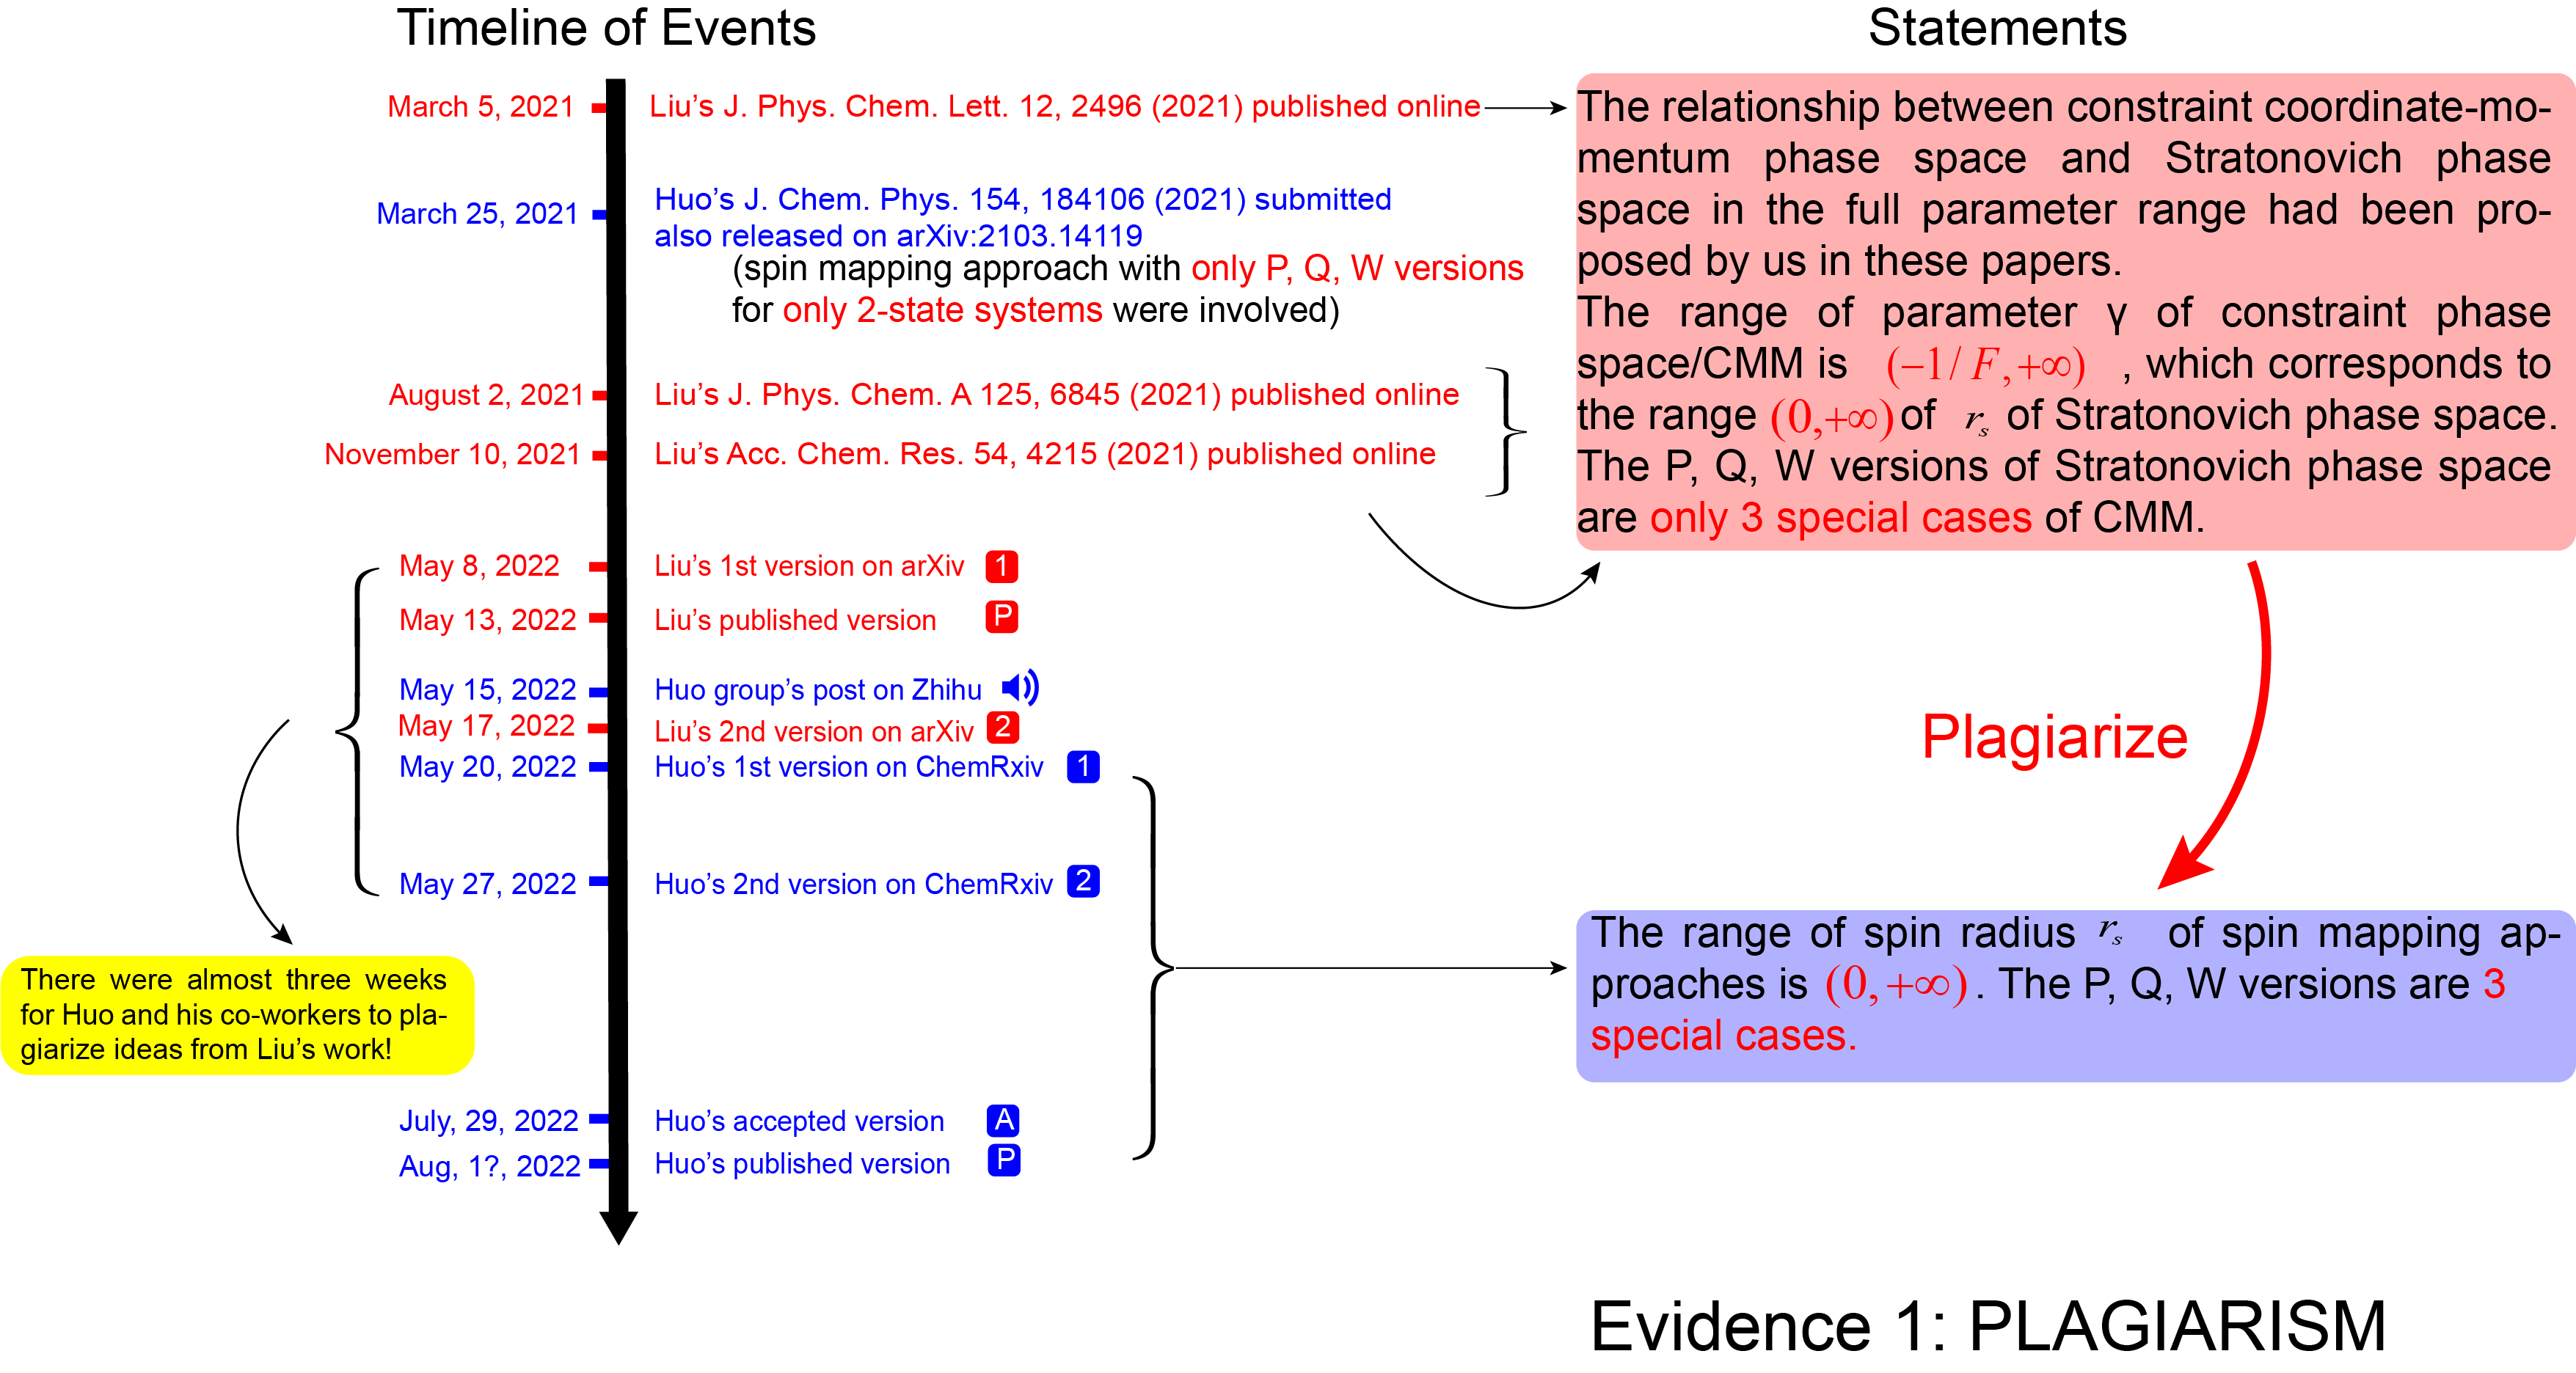 Timeline of Events
Statements
March 5, 2021
Liu’s J. Phys. Chem. Lett. 12, 2496 (2021) published online
March 25, 2021
Huo’s J. Chem. Phys. 154, 184106 (2021) submitted
also released on arXiv:2103.14119
(spin mapping approach with only P, Q, W versions
for only 2-state systems were involved)
August 2, 2021
Liu’s J. Phys. Chem. A 125, 6845 (2021) published online
November 10, 2021
Liu’s Acc. Chem. Res. 54, 4215 (2021) published online
May 8, 2022
Liu’s 1st version on arXiv 1
May 13, 2022
Liu’s published version P
May 15, 2022
Huo group’s post on Zhihu
May 17, 2022
Liu’s 2nd version on arXiv 2
May 20, 2022
Huo’s 1st version on ChemRxiv 1
May 27, 2022
Huo’s 2nd version on ChemRxiv 2
There were almost three weeks
for Huo and his co-workers to pla-
giarize ideas from Liu’s work!
July, 29, 2022
Huo’s accepted version A
Aug, 1?, 2022
Huo’s published version P
The relationship between constraint coordinate-mo-
mentum phase space and Stratonovich phase
space in the full parameter range had been pro-
posed by us in these papers.
The range of parameter γ of constraint phase
space/CMM is (−1/ F,+∞) , which corresponds to
the range (0,+∞) of rₛ of Stratonovich phase space.
The P, Q, W versions of Stratonovich phase space
are only 3 special cases of CMM.
Plagiarize
The range of spin radius rₛ of spin mapping ap-
proaches is (0, +∞) . The P, Q, W versions are 3
special cases.
Evidence 1: PLAGIARISM